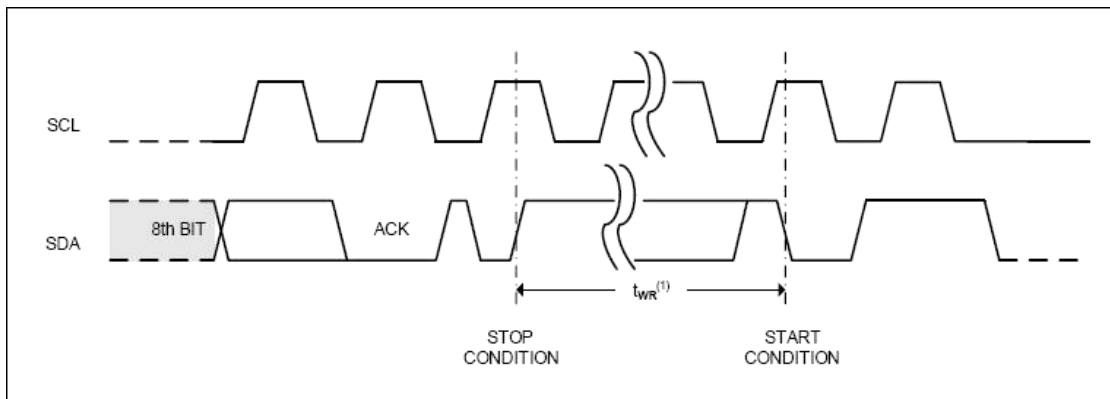 SCL
8th BIT
ACK
SDA
tWR(1)
STOP
CONDITION
START
CONDITION